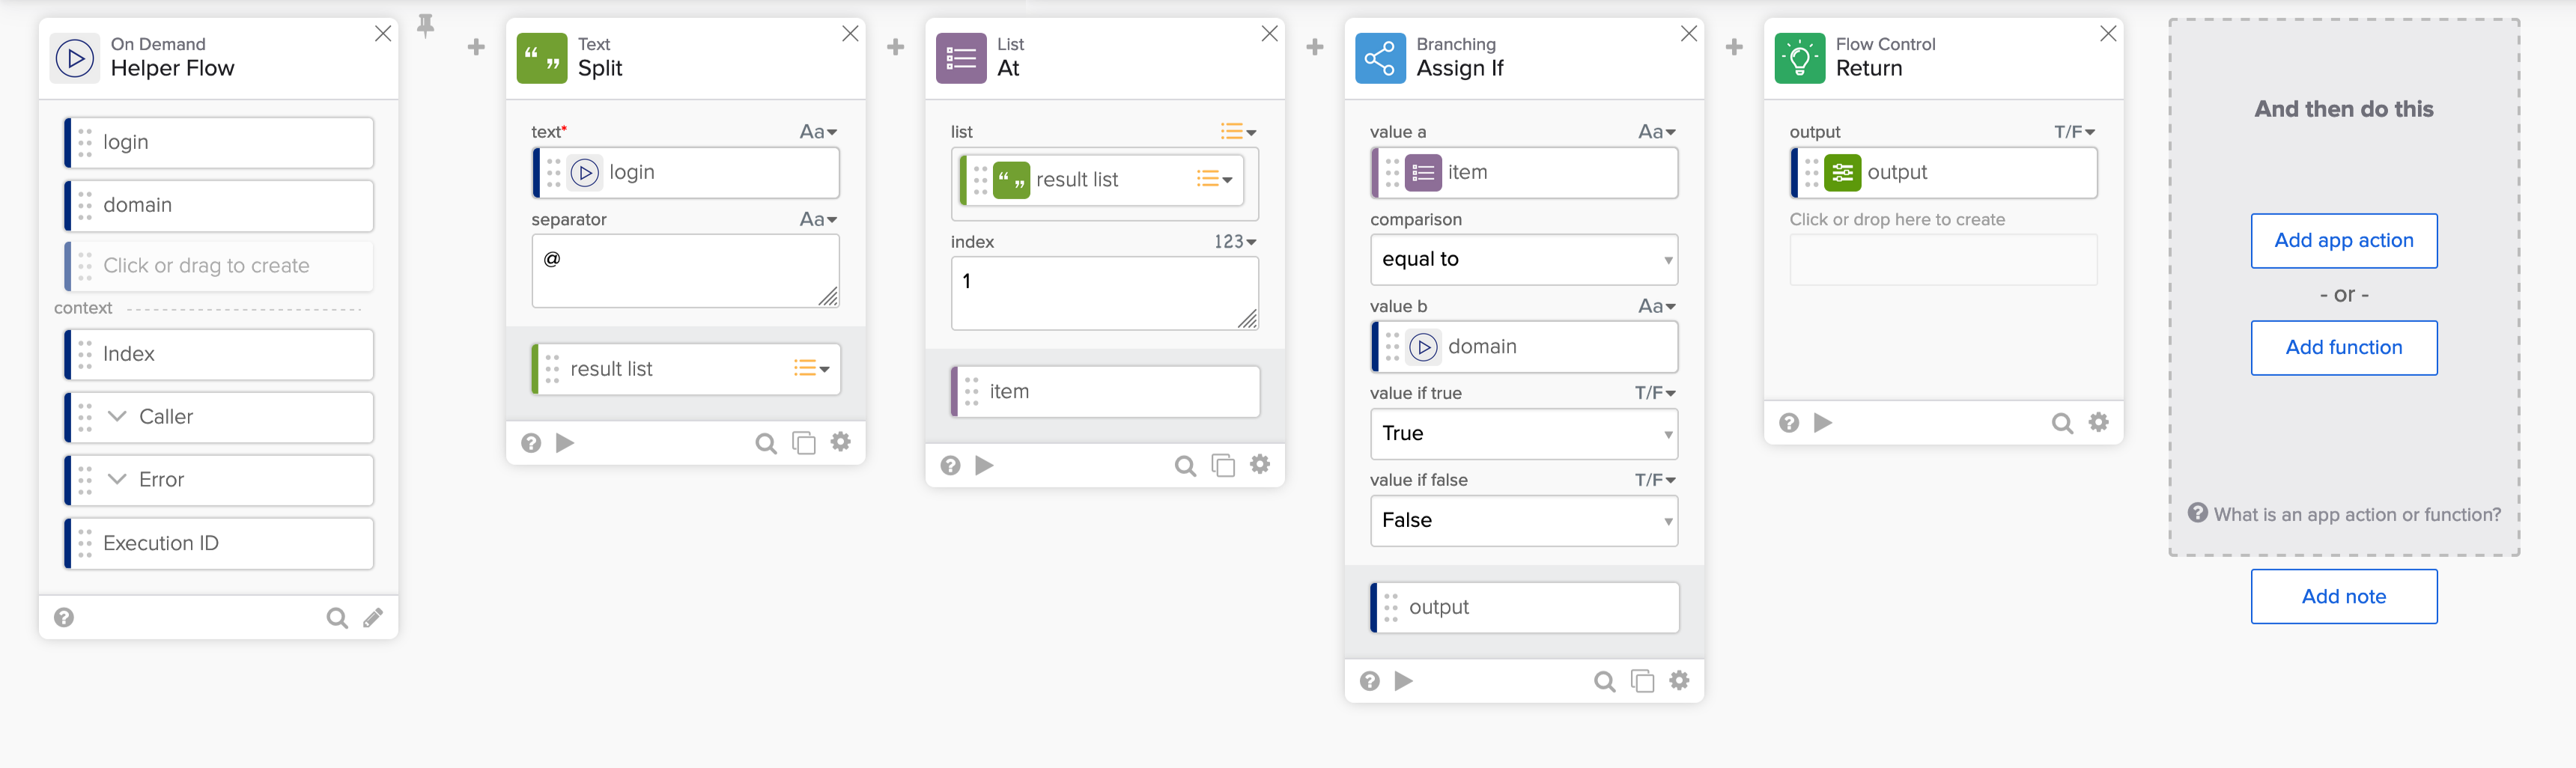 On Demand
Helper Flow
login
domain
Click or drag to create
context
Index
Caller
Error
Execution ID
Text
Split
text*
Aa
login
separator
Aa
@
result list
List
At
list
result list
index
123
1
item
Branching
Assign If
value a
Aa
item
comparison
equal to
value b
Aa
domain
value if true
T/F
True
value if false
T/F
False
output
Flow Control
Return
output
T/F
output
Click or drop here to create
And then do this
Add app action
- or -
Add function
What is an app action or function?
Add note